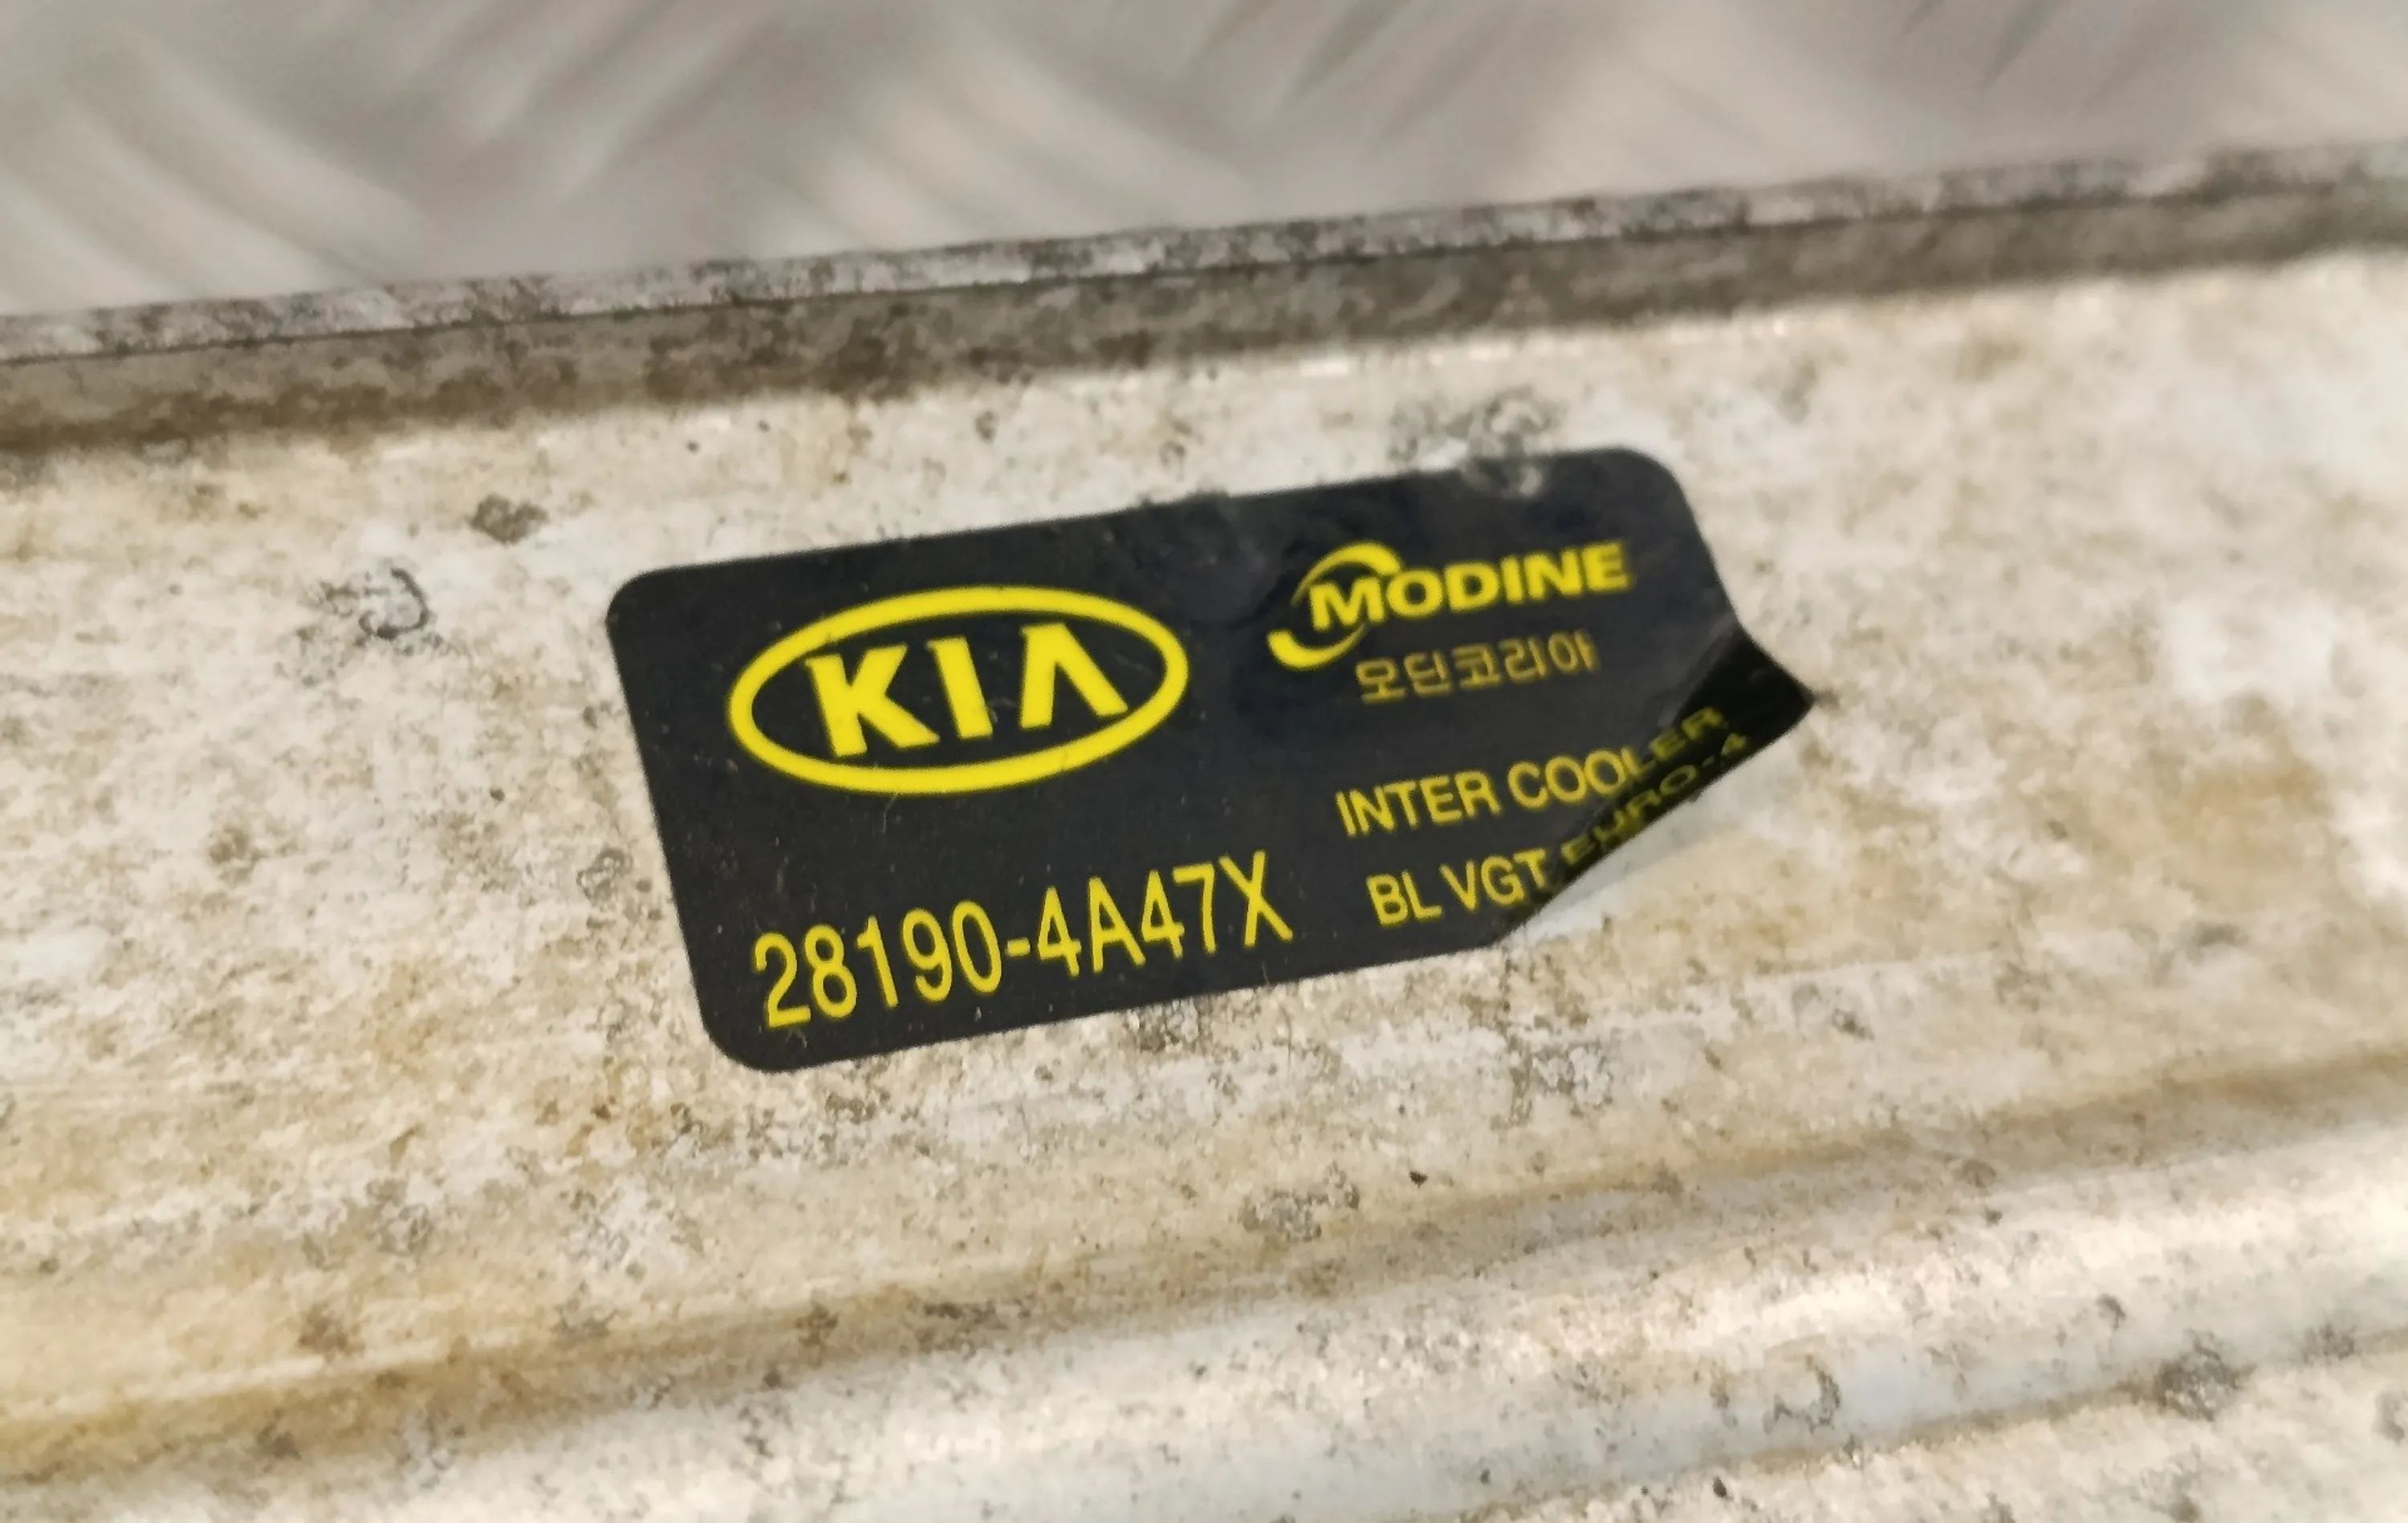 KIA
MODINE
모딘코리아
INTER COOLER
28190-4A47X
BL VGT EURO-4